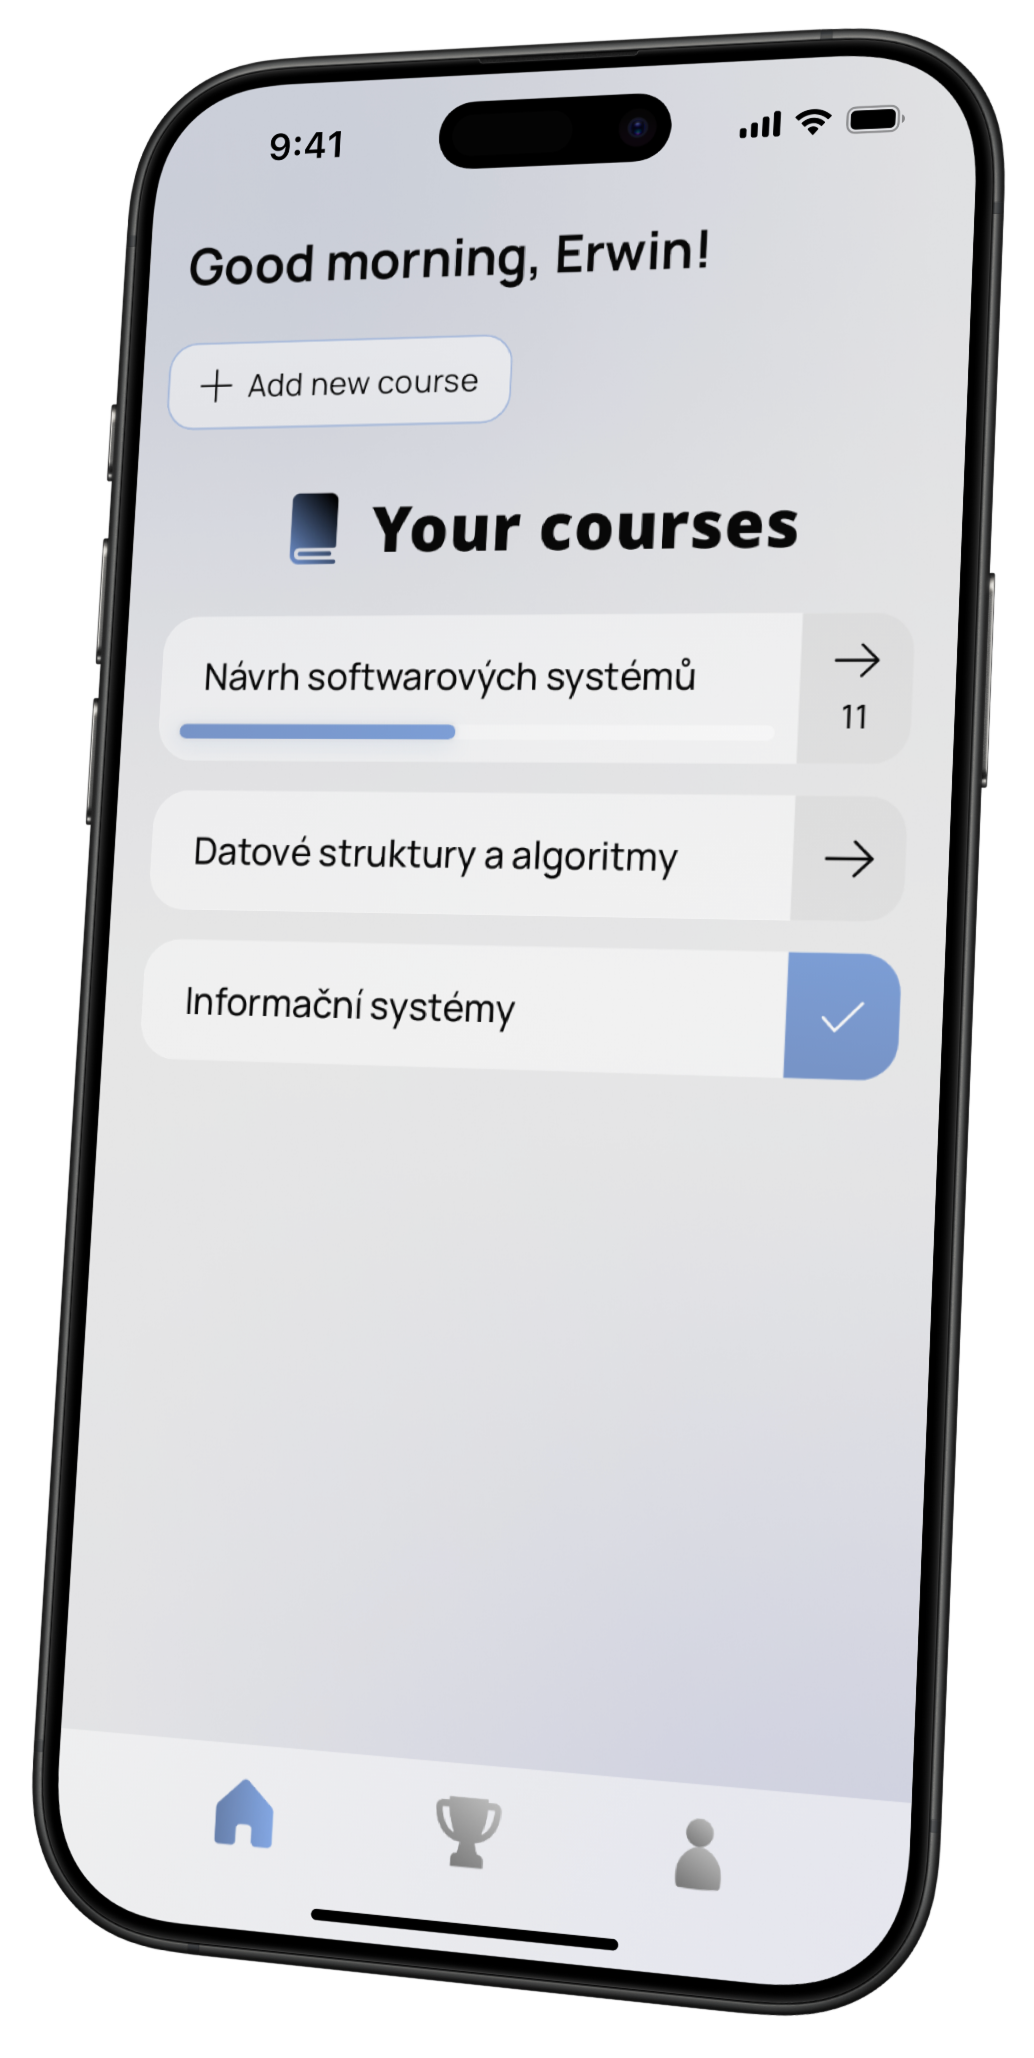 9:41
Good morning, Erwin!
Add new course
Your courses
Návrh softwarových systémů
11
Datové struktury a algoritmy
Informační systémy